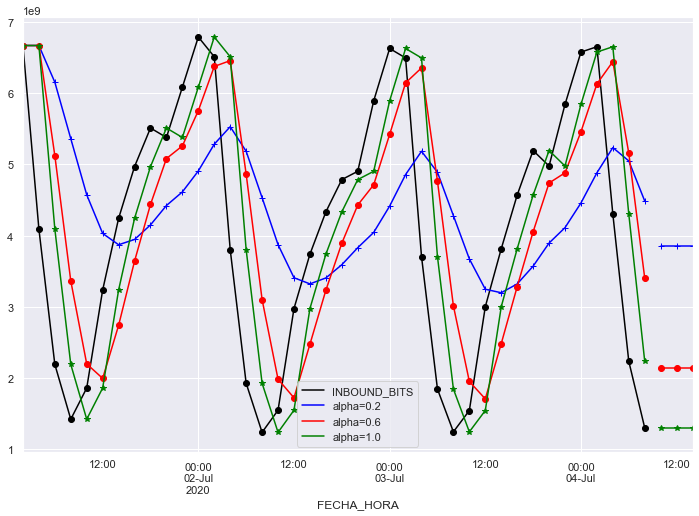 1e9
7
6
5
4
3
2
1
INBOUND_BITS
alpha=0.2
alpha=0.6
alpha=1.0
12:00 00:00 12:00 00:00 12:00 00:00 12:00
02-Jul 03-Jul 04-Jul
2020
FECHA_HORA